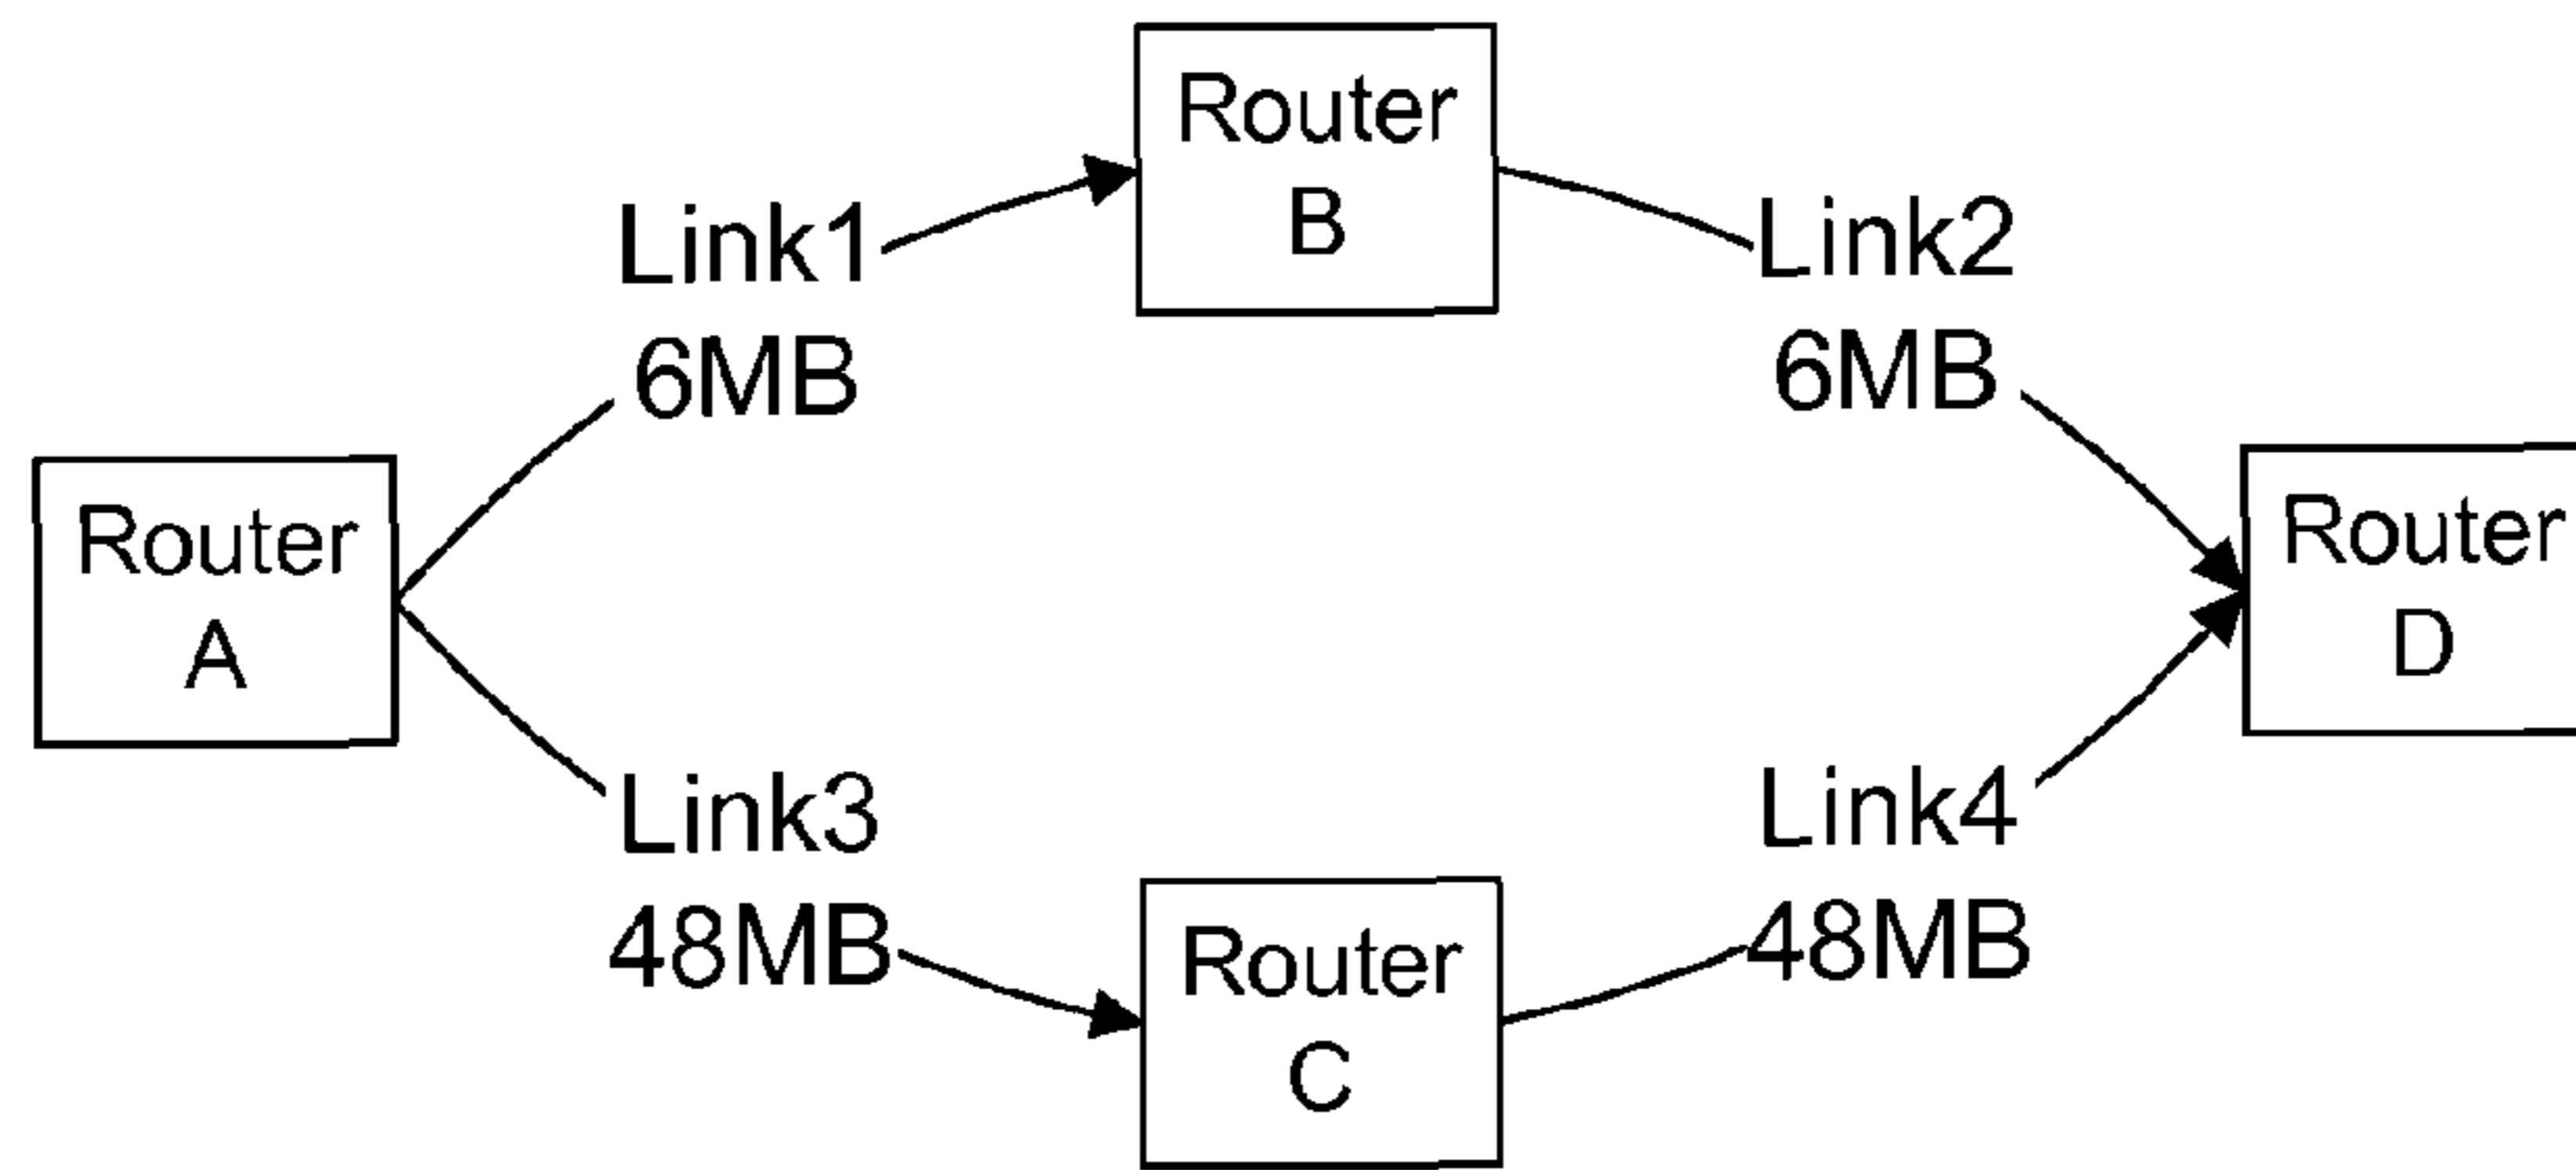 Router
A
Link1
6MB
Router
B
Link2
6MB
Link3
48MB
Router
C
Link4
48MB
Router
D